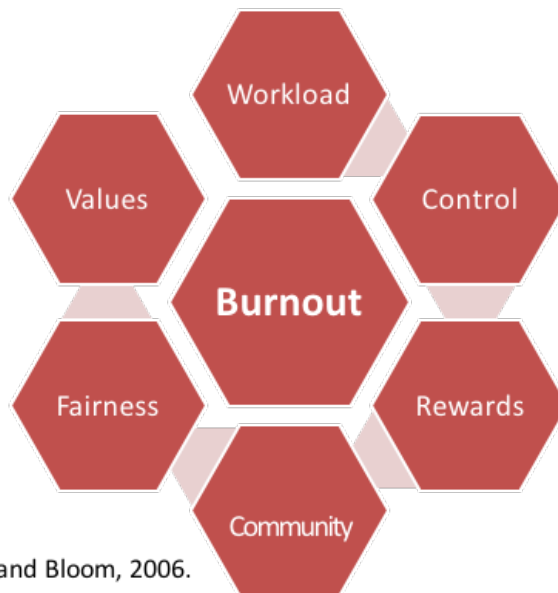 Workload
Values
Control
Burnout
Fairness
Rewards
Community
and Bloom, 2006.